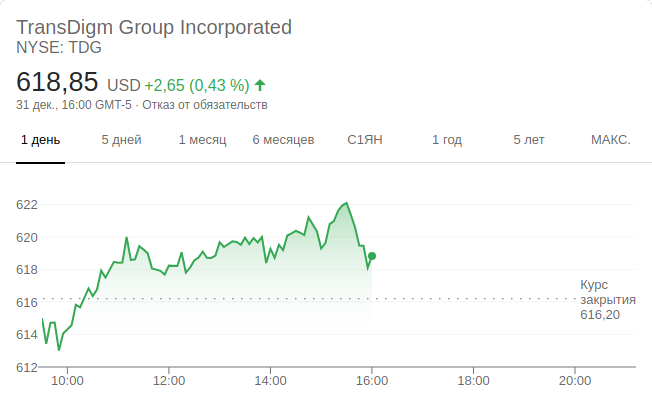 TransDigm Group Incorporated
NYSE: TDG
618,85 USD +2,65 (0,43 %)
31 дек., 16:00 GMT-5 · Отказ от обязательств
1 день 5 дней 1 месяц 6 месяцев С1ЯН 1 год 5 лет МАКС.
622
620
618
616
614
612
Курс
закрытия
616,20
10:00 12:00 14:00 16:00 18:00 20:00